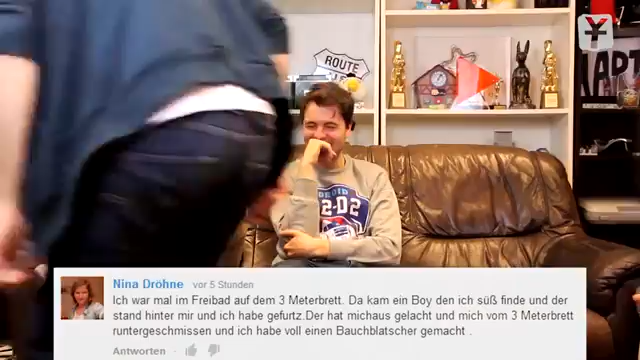 ROUTE
KAPT
DROID
R2-D2
Nina Dröhne vor 5 Stunden
Ich war mal im Freibad auf dem 3 Meterbrett. Da kam ein Boy den ich süß finde und der
stand hinter mir und ich habe gefurtz.Der hat michaus gelacht und mich vom 3 Meterbrett
runtergeschmissen und ich habe voll einen Bauchblatscher gemacht .
Antworten